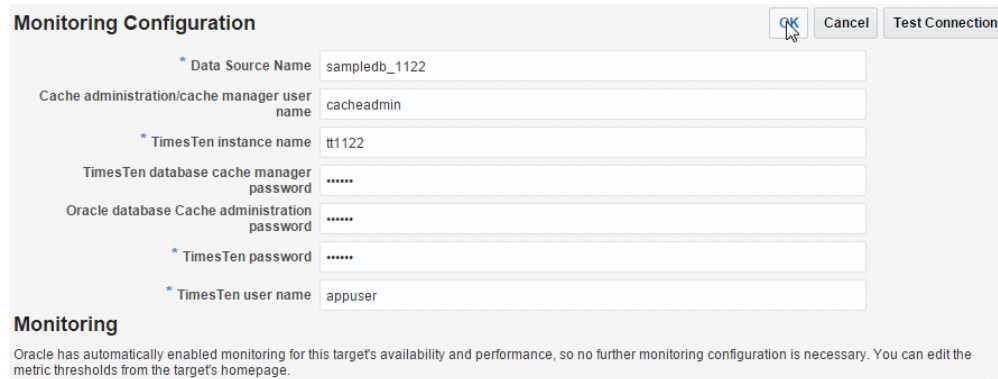 Monitoring Configuration
OK Cancel Test Connection
* Data Source Name sampledb_1122
Cache administration/cache manager user
name cacheadmin
* TimesTen instance name tt1122
TimesTen database cache manager
password ••••••
Oracle database Cache administration
password ••••••
* TimesTen password ••••••
* TimesTen user name appuser
Monitoring
Oracle has automatically enabled monitoring for this target's availability and performance, so no further monitoring configuration is necessary. You can edit the
metric thresholds from the target's homepage.